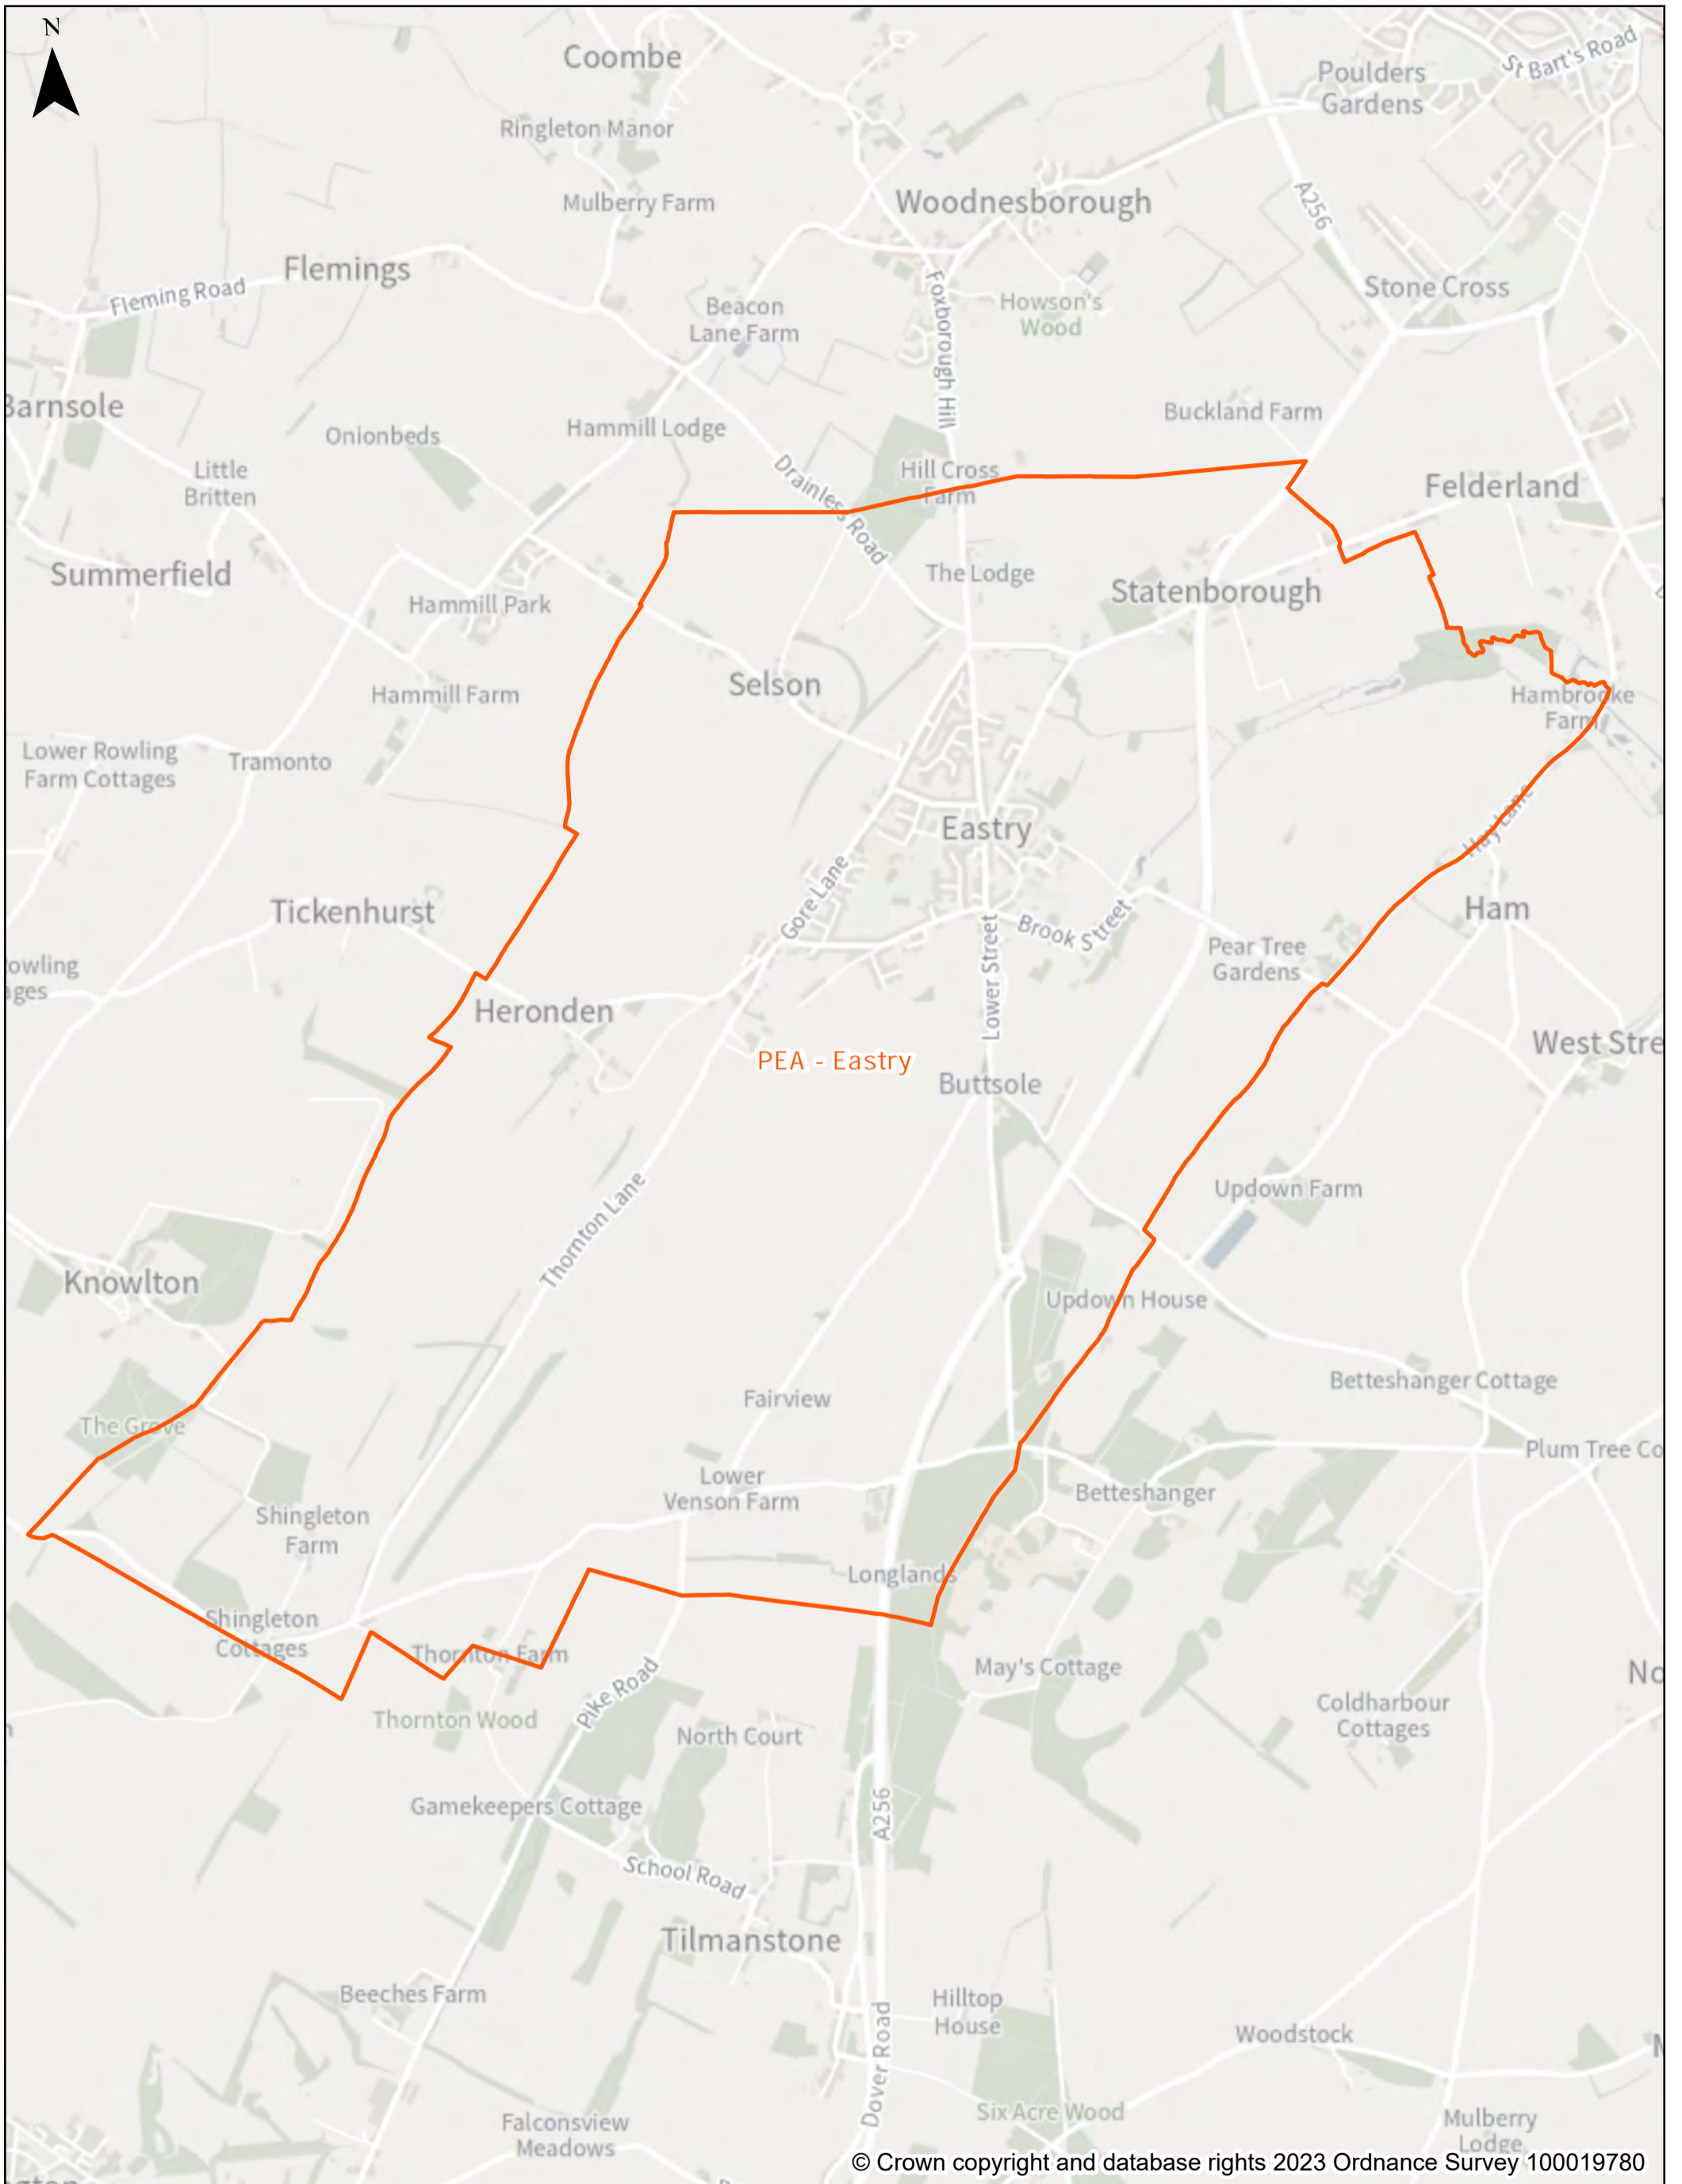 N
Coombe
St Bart's Road
Poulders
Gardens
Ringleton Manor
Mulberry Farm
Woodnesborough
A256
Flemings
Fleming Road
Stone Cross
Beacon
Lane Farm
Howson's
Wood
Foxborough Hill
Barnsole
Buckland Farm
Onionbeds
Hammill Lodge
Little
Britten
Drainless Road
Hill Cross
Farm
Felderland
Summerfield
The Lodge
Statenborough
Hammill Park
Selson
Hammill Farm
Hambrooke
Farm
Lower Rowling
Farm Cottages
Tramonto
Hay Lane
Eastry
Gore Lane
Tickenhurst
Ham
Brook Street
Lower Street
Pear Tree
Gardens
owling
ages
Heronden
West Stre
PEA - Eastry
Buttsole
Thornton Lane
Updown Farm
Knowlton
Updown House
Betteshanger Cottage
Fairview
The Grove
Plum Tree Co
Lower
Venson Farm
Betteshanger
Shingleton
Farm
Longlands
Shingleton
Cottages
Thornton Farm
May's Cottage
No
Pike Road
Coldharbour
Cottages
Thornton Wood
North Court
Gamekeepers Cottage
A256
School Road
Tilmanstone
Beeches Farm
Hilltop
House
Woodstock
Dover Road
Six Acre Wood
Falconsview
Meadows
Mulberry
Lodge
© Crown copyright and database rights 2023 Ordnance Survey 100019780